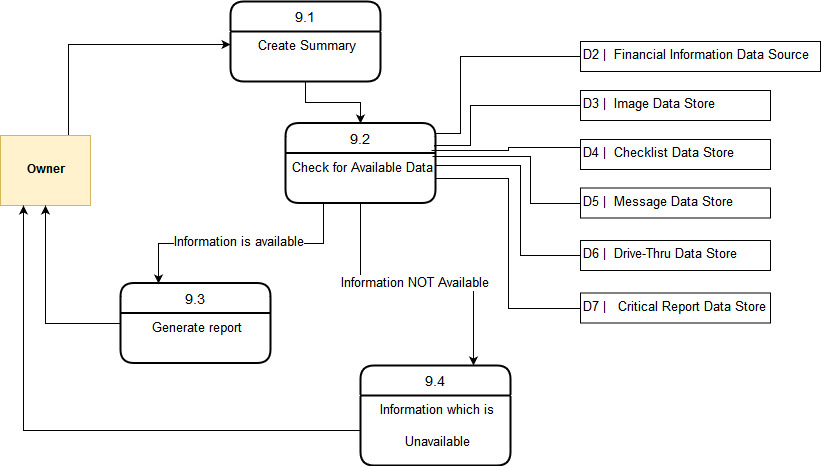 9.1
Create Summary
D2 | Financial Information Data Source
D3 | Image Data Store
9.2
Check for Available Data
D4 | Checklist Data Store
Owner
D5 | Message Data Store
Information is available
D6 | Drive-Thru Data Store
Information NOT Available
9.3
Generate report
D7 | Critical Report Data Store
9.4
Information which is
Unavailable